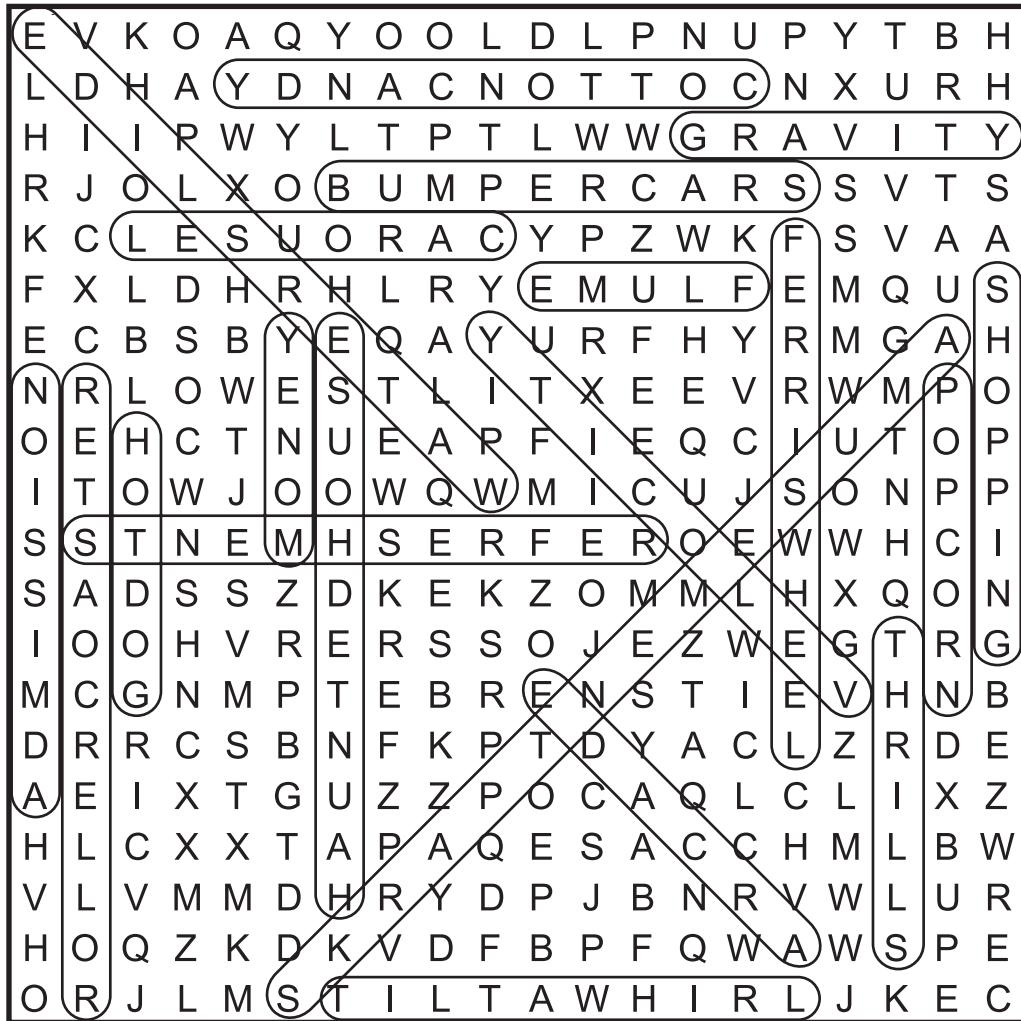 E V K O A Q Y O O L D L P N U P Y T B H
L D H A Y D N A C N O T T O C N X U R H
H I I P W Y L T P T L W W G R A V I T Y
R J O L X O B U M P E R C A R S S V T S
K C L E S U O R A C Y P Z W K F S V A A
F X L D H R H L R Y E M U L F E M Q U S
E C B S B Y E Q A Y U R F H Y R M G A H
N R L O W E S T L I T X E E V R W M P O
O E H C T N U E A P F I E Q C I U T O P
I T O W J O O W Q W M I C U J S O N P P
S S T N E M H S E R F E R O E W W H C I
S A D S S Z D K E K Z O M M L H X Q O N
I O O H V R E R S S O J E Z W E G T R G
M C G N M P T E B R E N S T I E V H N B
D R R C S B N F K P T D Y A C L Z R D E
A E I X T G U Z Z P O C A Q L C L I X Z
H L C X X T A P A Q E S A C C H M L B W
V L V M M D H R Y D P J B N R V W L U R
H O Q Z K D K V D F B P F Q W A W S P E
O R J L M S T I L T A W H I R L J K E C